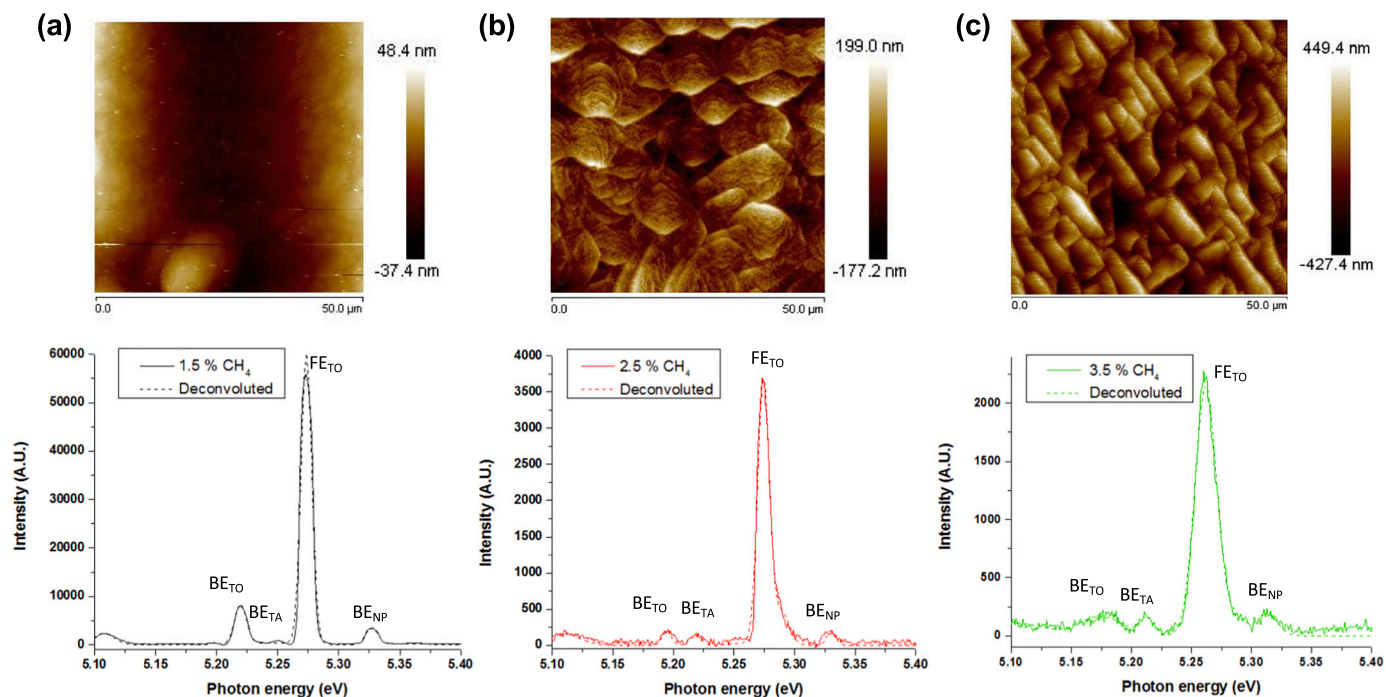 (a)
48.4 nm
-37.4 nm
0.0
50.0 µm
(b)
199.0 nm
-177.2 nm
0.0
50.0 µm
(c)
449.4 nm
-427.4 nm
0.0
50.0 µm
1.5 % CH4
Deconvoluted
FETO
BETO
BETA
BENP
Intensity (A.U.)
60000
50000
40000
30000
20000
10000
0
5.10
5.15
5.20
5.25
5.30
5.35
5.40
Photon energy (eV)
2.5 % CH4
Deconvoluted
FETO
BETO
BETA
BENP
Intensity (A.U.)
4000
3500
3000
2500
2000
1500
1000
500
0
5.10
5.15
5.20
5.25
5.30
5.35
5.40
Photon energy (eV)
3.5 % CH4
Deconvoluted
FETO
BETO
BETA
BENP
Intensity (A.U.)
2000
1500
1000
500
0
5.10
5.15
5.20
5.25
5.30
5.35
5.40
Photon energy (eV)